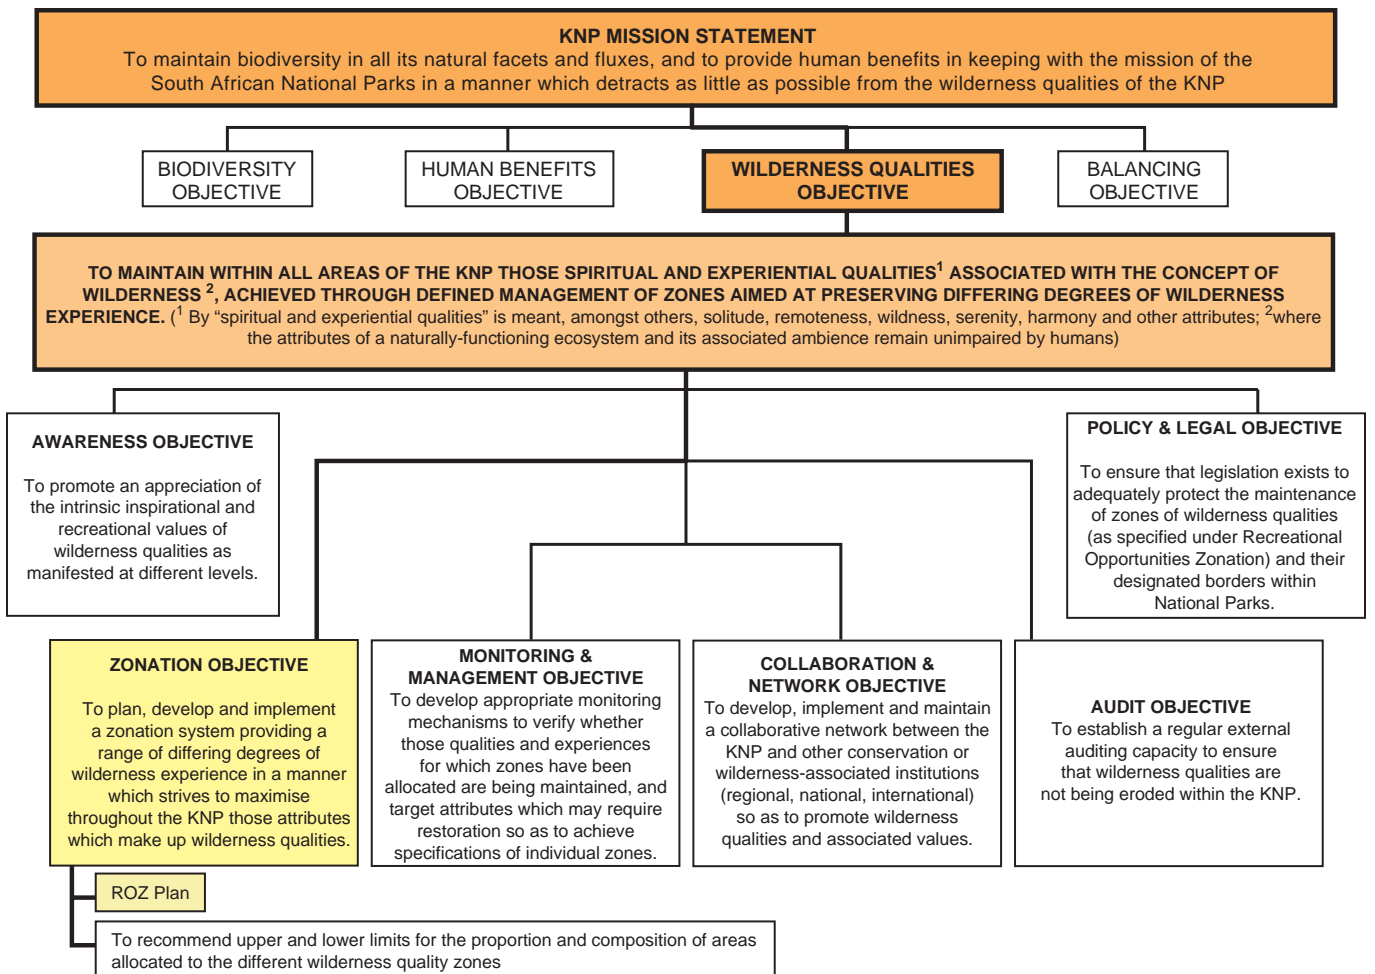 KNP MISSION STATEMENT
To maintain biodiversity in all its natural facets and fluxes, and to provide human benefits in keeping with the mission of the
South African National Parks in a manner which detracts as little as possible from the wilderness qualities of the KNP
BIODIVERSITY
OBJECTIVE
HUMAN BENEFITS
OBJECTIVE
WILDERNESS QUALITIES
OBJECTIVE
BALANCING
OBJECTIVE
TO MAINTAIN WITHIN ALL AREAS OF THE KNP THOSE SPIRITUAL AND EXPERIENTIAL QUALITIES¹ ASSOCIATED WITH THE CONCEPT OF
WILDERNESS ², ACHIEVED THROUGH DEFINED MANAGEMENT OF ZONES AIMED AT PRESERVING DIFFERING DEGREES OF WILDERNESS
EXPERIENCE. (¹ By “spiritual and experiential qualities” is meant, amongst others, solitude, remoteness, wildness, serenity, harmony and other attributes; ²where
the attributes of a naturally-functioning ecosystem and its associated ambience remain unimpaired by humans)
AWARENESS OBJECTIVE
To promote an appreciation of
the intrinsic inspirational and
recreational values of
wilderness qualities as
manifested at different levels.
POLICY & LEGAL OBJECTIVE
To ensure that legislation exists to
adequately protect the maintenance
of zones of wilderness qualities
(as specified under Recreational
Opportunities Zonation) and their
designated borders within
National Parks.
ZONATION OBJECTIVE
To plan, develop and implement
a zonation system providing a
range of differing degrees of
wilderness experience in a manner
which strives to maximise
throughout the KNP those attributes
which make up wilderness qualities.
MONITORING &
MANAGEMENT OBJECTIVE
To develop appropriate monitoring
mechanisms to verify whether
those qualities and experiences
for which zones have been
allocated are being maintained, and
target attributes which may require
restoration so as to achieve
specifications of individual zones.
COLLABORATION &
NETWORK OBJECTIVE
To develop, implement and maintain
a collaborative network between the
KNP and other conservation or
wilderness-associated institutions
(regional, national, international)
so as to promote wilderness
qualities and associated values.
AUDIT OBJECTIVE
To establish a regular external
auditing capacity to ensure
that wilderness qualities are
not being eroded within the KNP.
ROZ Plan
To recommend upper and lower limits for the proportion and composition of areas
allocated to the different wilderness quality zones